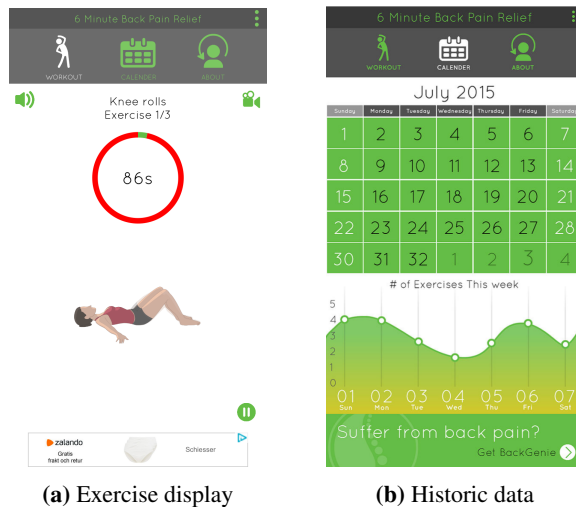 6 Minute Back Pain Relief
WORKOUT CALENDER ABOUT
Knee rolls
Exercise 1/3
86s
zalando
Gratis
frakt och retur
Schiesser
(a) Exercise display
6 Minute Back Pain Relief
WORKOUT CALENDER ABOUT
July 2015
Sunday Monday Tuesday Wednesday Thursday Friday Saturday
1 2 3 4 5 6 7
8 9 10 11 12 13 14
15 16 17 18 19 20 21
22 23 24 25 26 27 28
30 31 32 1 2 3 4
# of Exercises This week
5
4
3
2
1
0
01 02 03 04 05 06 07
Sun Mon Tue Wed Thu Fri Sat
Suffer from back pain?
Get BackGenie
(b) Historic data